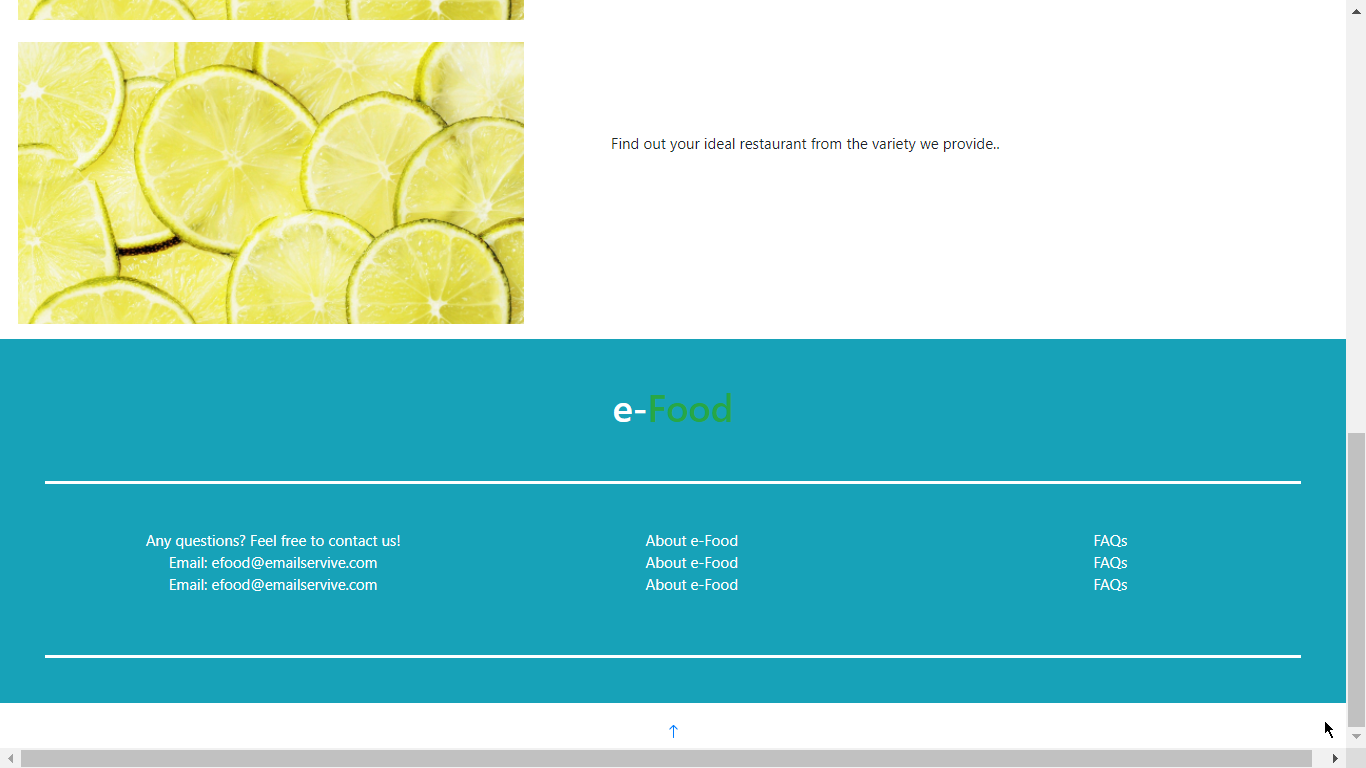 Find out your ideal restaurant from the variety we provide..
e-Food
Any questions? Feel free to contact us!
Email: efood@emailservive.com
Email: efood@emailservive.com
About e-Food
About e-Food
About e-Food
FAQs
FAQs
FAQs
↑